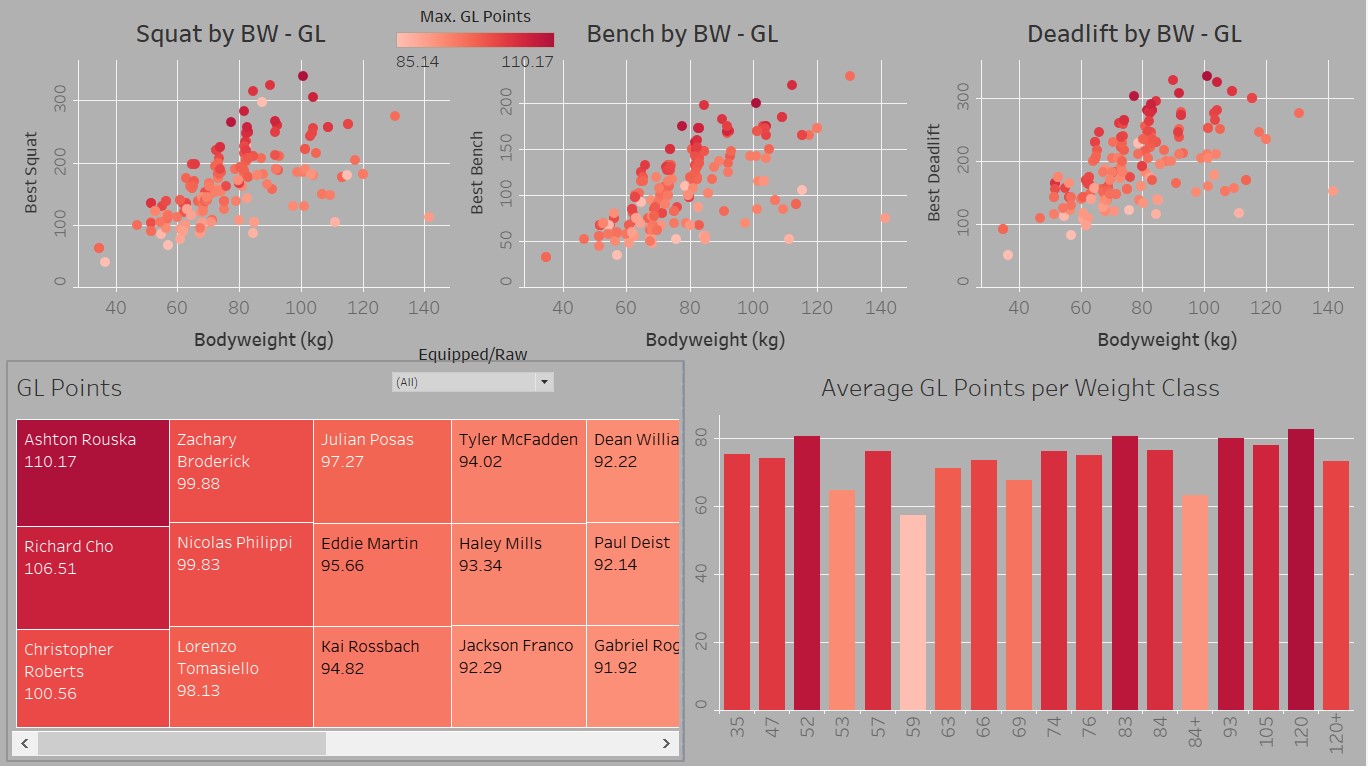 Max. GL Points
Squat by BW - GL
Bench by BW - GL
Deadlift by BW - GL
85.14 110.17
Best Squat
300
200
100
0
40 60 80 100 120 140
Bodyweight (kg)
Best Bench
200
150
100
50
0
40 60 80 100 120 140
Bodyweight (kg)
Best Deadlift
300
200
100
0
40 60 80 100 120 140
Bodyweight (kg)
Equipped/Raw
(All)
GL Points
Ashton Rouska
110.17
Richard Cho
106.51
Christopher
Roberts
100.56
Zachary
Broderick
99.88
Nicolas Philippi
99.83
Lorenzo
Tomasiello
98.13
Julian Posas
97.27
Eddie Martin
95.66
Kai Rossbach
94.82
Tyler McFadden
94.02
Haley Mills
93.34
Jackson Franco
92.29
Dean Willia
92.22
Paul Deist
92.14
Gabriel Rog
91.92
Average GL Points per Weight Class
80
60
40
20
0
35 47 52 53 57 59 63 66 69 74 76 83 84 84+ 93 105 120 120+